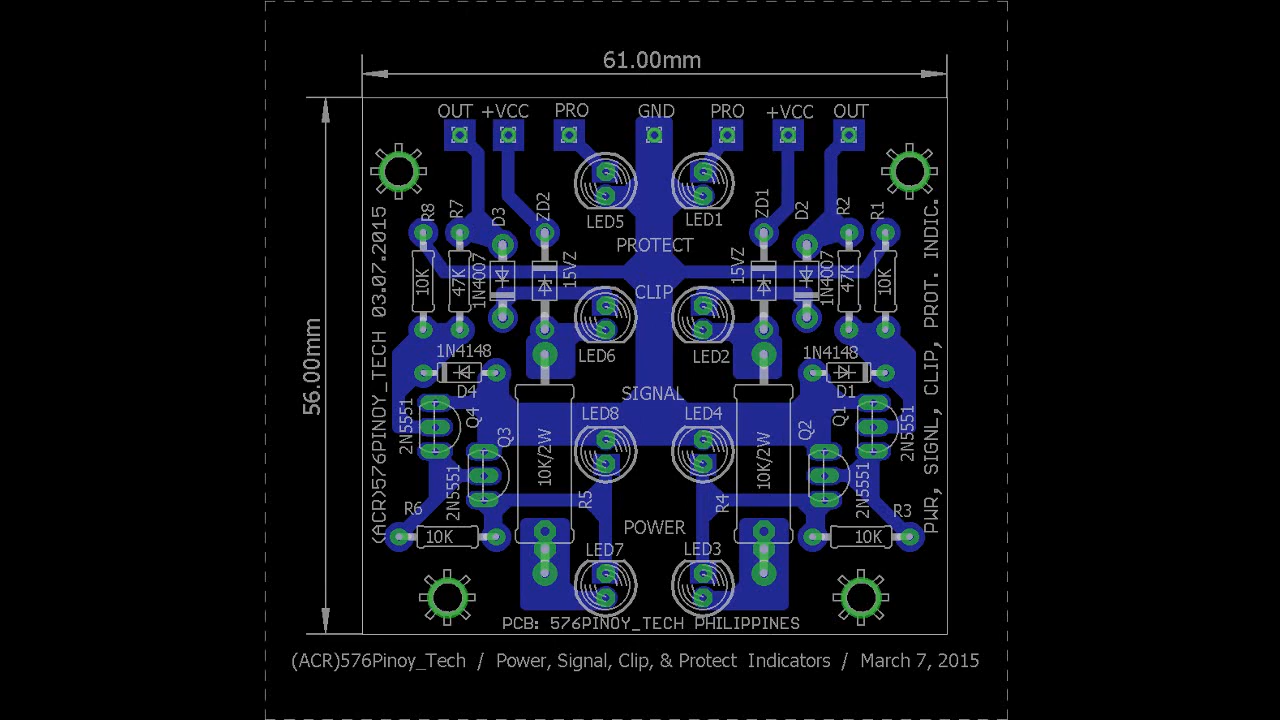 61.00mm
56.00mm
OUT +VCC PRO GND PRO +VCC OUT
LED5 LED1
R8 R7 D3 ZD2 ZD1 D2 R2 R1
PROTECT
10K 47K 1N4007 15VZ 15VZ 1N4007 47K 10K
CLIP
LED6 LED2
1N4148 1N4148
D4 D1
SIGNAL
LED8 LED4
2N5551 Q4 Q3 10K/2W 10K/2W Q2 Q1 2N5551
2N5551 R5 R4 2N5551
R6 R3
POWER
10K 10K
LED7 LED3
(ACR)576PINOY_TECH 03.07.2015
PWR, SIGNL, CLIP, PROT. INDIC.
PCB: 576PINOY_TECH PHILIPPINES
(ACR)576Pinoy_Tech / Power, Signal, Clip, & Protect Indicators / March 7, 2015